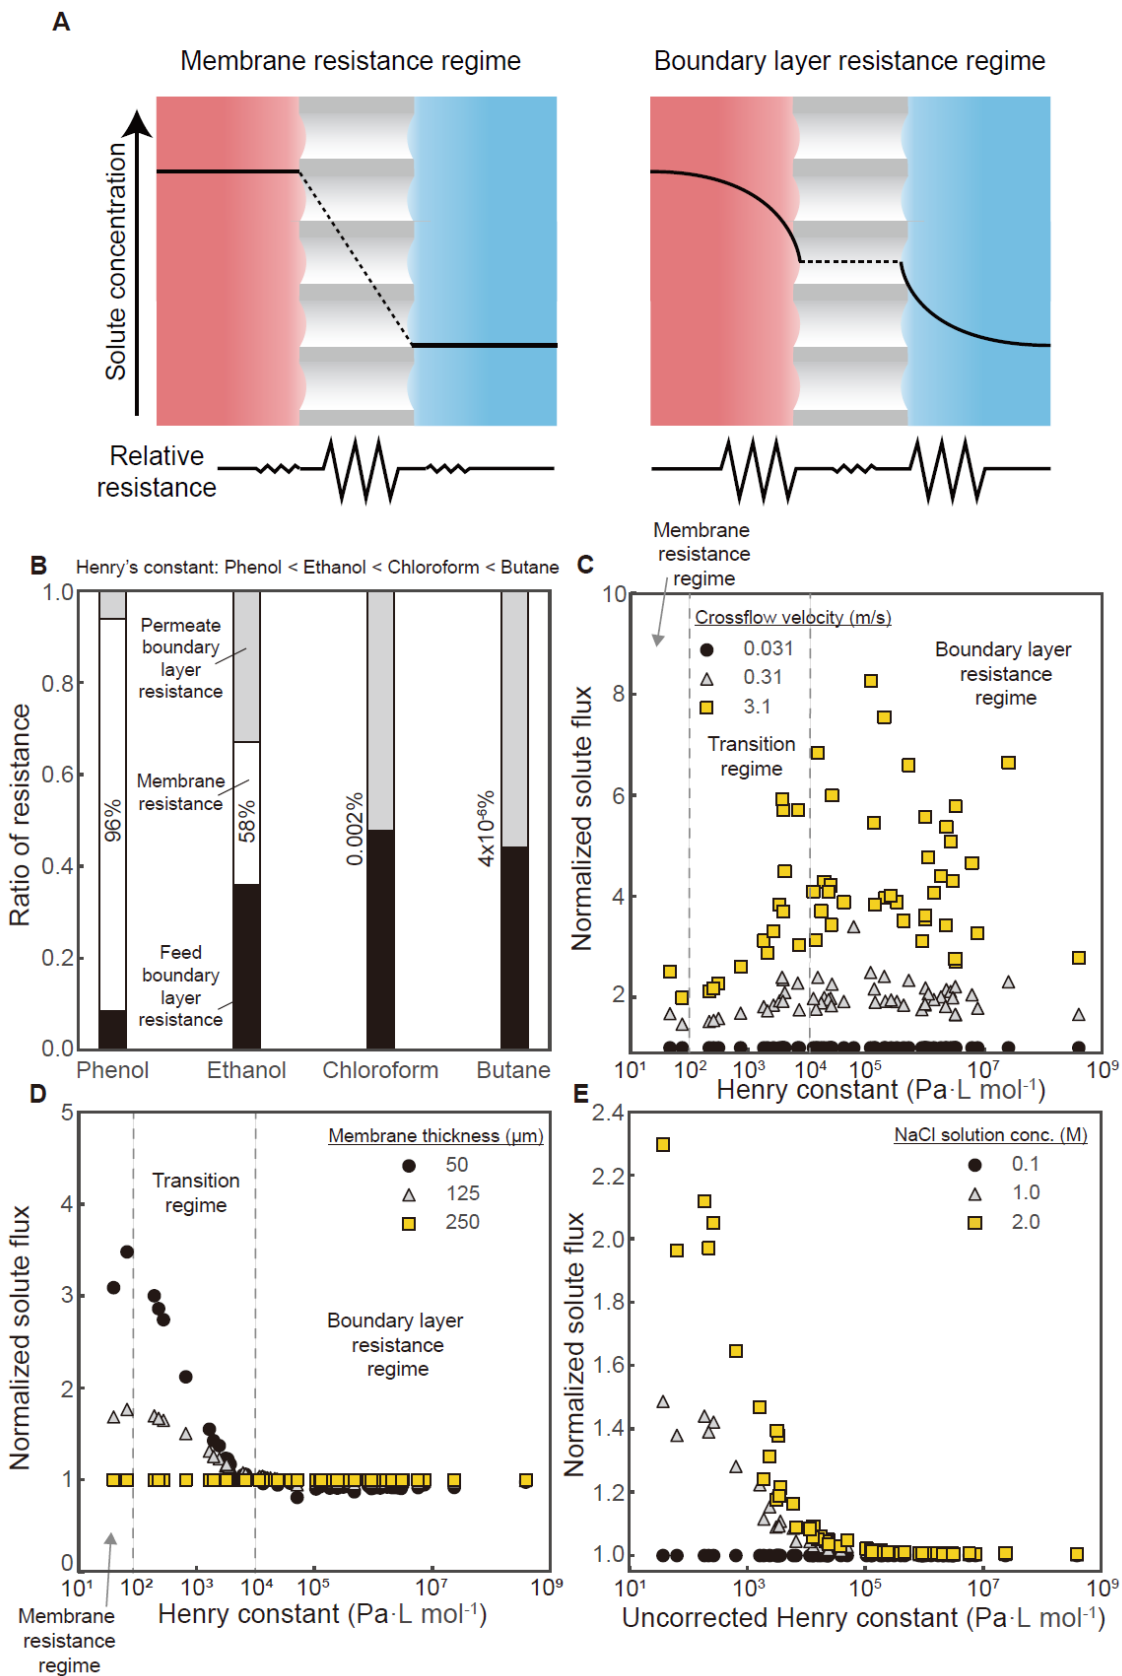 A
Membrane resistance regime
Boundary layer resistance regime
Solute concentration
Relative
resistance
B
Henry's constant: Phenol < Ethanol < Chloroform < Butane
Ratio of resistance
1.0
0.8
0.6
0.4
0.2
0.0
Permeate
boundary
layer
resistance
Membrane
resistance
Feed
boundary
layer
resistance
96%
58%
0.002%
4x10⁻⁶%
Phenol
Ethanol
Chloroform
Butane
C
Membrane
resistance
regime
Normalized solute flux
10
8
6
4
2
Crossflow velocity (m/s)
0.031
0.31
3.1
Transition
regime
Boundary layer
resistance
regime
10¹
10²
10³
10⁴
10⁵
10⁷
10⁹
Henry constant (Pa·L mol⁻¹)
D
Normalized solute flux
5
4
3
2
1
0
Transition
regime
Membrane thickness (μm)
50
125
250
Boundary layer
resistance
regime
10¹
10²
10³
10⁴
10⁵
10⁷
10⁹
Henry constant (Pa·L mol⁻¹)
Membrane
resistance
regime
E
Normalized solute flux
2.4
2.2
2.0
1.8
1.6
1.4
1.2
1.0
NaCl solution conc. (M)
0.1
1.0
2.0
10¹
10³
10⁵
10⁷
10⁹
Uncorrected Henry constant (Pa·L mol⁻¹)